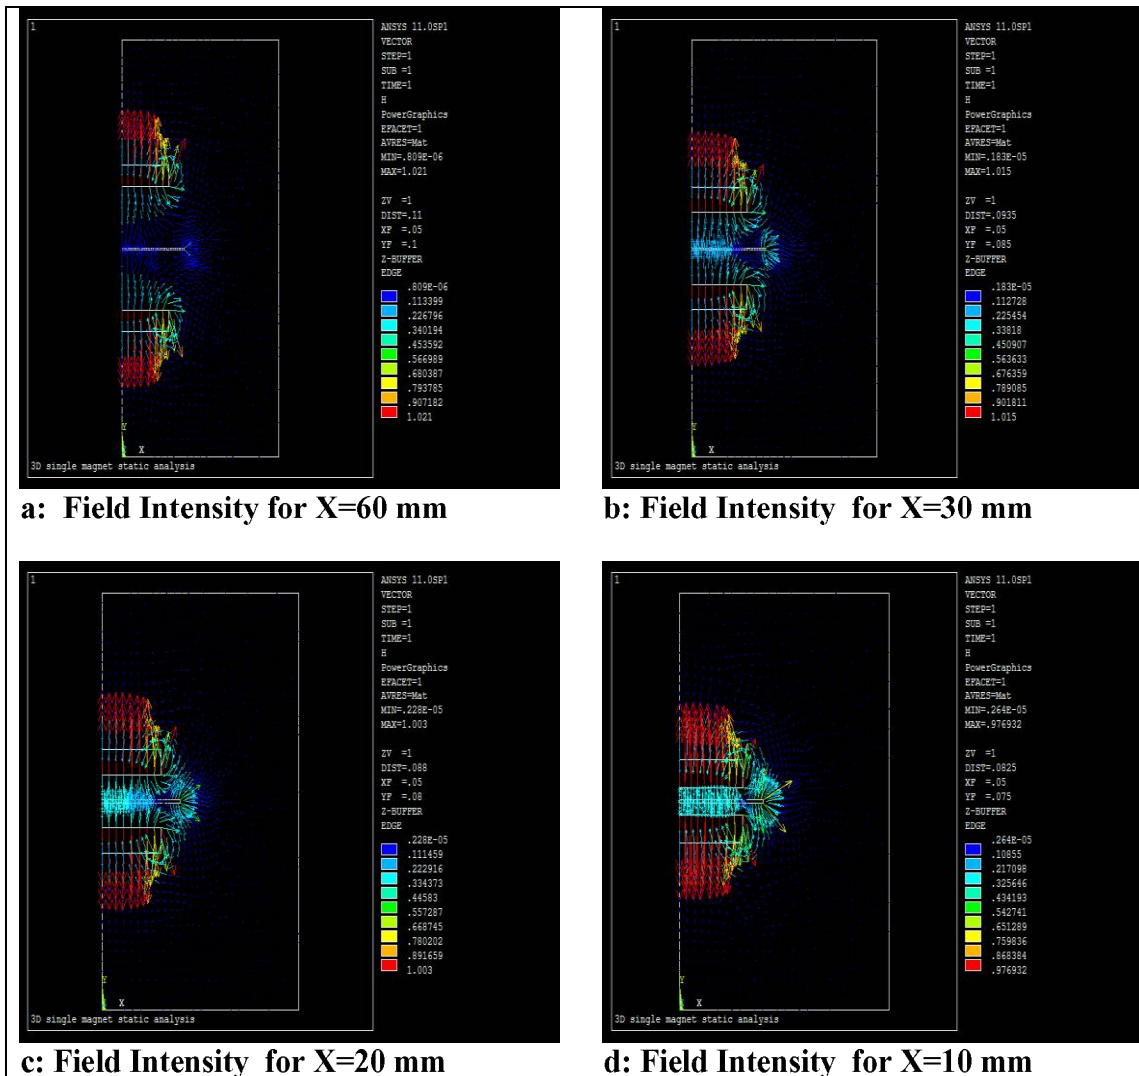 1
ANSYS 11.0SP1
VECTOR
STEP=1
SUB =1
TIME=1
H
PowerGraphics
EFACET=1
AVRES=Mat
MIN=.809E-06
MAX=1.021
ZV =1
DIST=.11
XF =.05
YF =.1
Z-BUFFER
EDGE
.809E-06
.113399
.226796
.340194
.453592
.566989
.680387
.793785
.907182
1.021
Y
X
3D single magnet static analysis
a: Field Intensity for X=60 mm
1
ANSYS 11.0SP1
VECTOR
STEP=1
SUB =1
TIME=1
H
PowerGraphics
EFACET=1
AVRES=Mat
MIN=.183E-05
MAX=1.015
ZV =1
DIST=.0935
XF =.05
YF =.085
Z-BUFFER
EDGE
.183E-05
.112728
.225454
.33818
.450907
.563633
.676359
.789085
.901811
1.015
Y
X
3D single magnet static analysis
b: Field Intensity for X=30 mm
1
ANSYS 11.0SP1
VECTOR
STEP=1
SUB =1
TIME=1
H
PowerGraphics
EFACET=1
AVRES=Mat
MIN=.228E-05
MAX=1.003
ZV =1
DIST=.088
XF =.05
YF =.08
Z-BUFFER
EDGE
.228E-05
.111459
.222916
.334373
.44583
.557287
.668745
.780202
.891659
1.003
Y
X
3D single magnet static analysis
c: Field Intensity for X=20 mm
1
ANSYS 11.0SP1
VECTOR
STEP=1
SUB =1
TIME=1
H
PowerGraphics
EFACET=1
AVRES=Mat
MIN=.264E-05
MAX=.976932
ZV =1
DIST=.0825
XF =.05
YF =.075
Z-BUFFER
EDGE
.264E-05
.10855
.217098
.325646
.434193
.542741
.651289
.759836
.868384
.976932
Y
X
3D single magnet static analysis
d: Field Intensity for X=10 mm